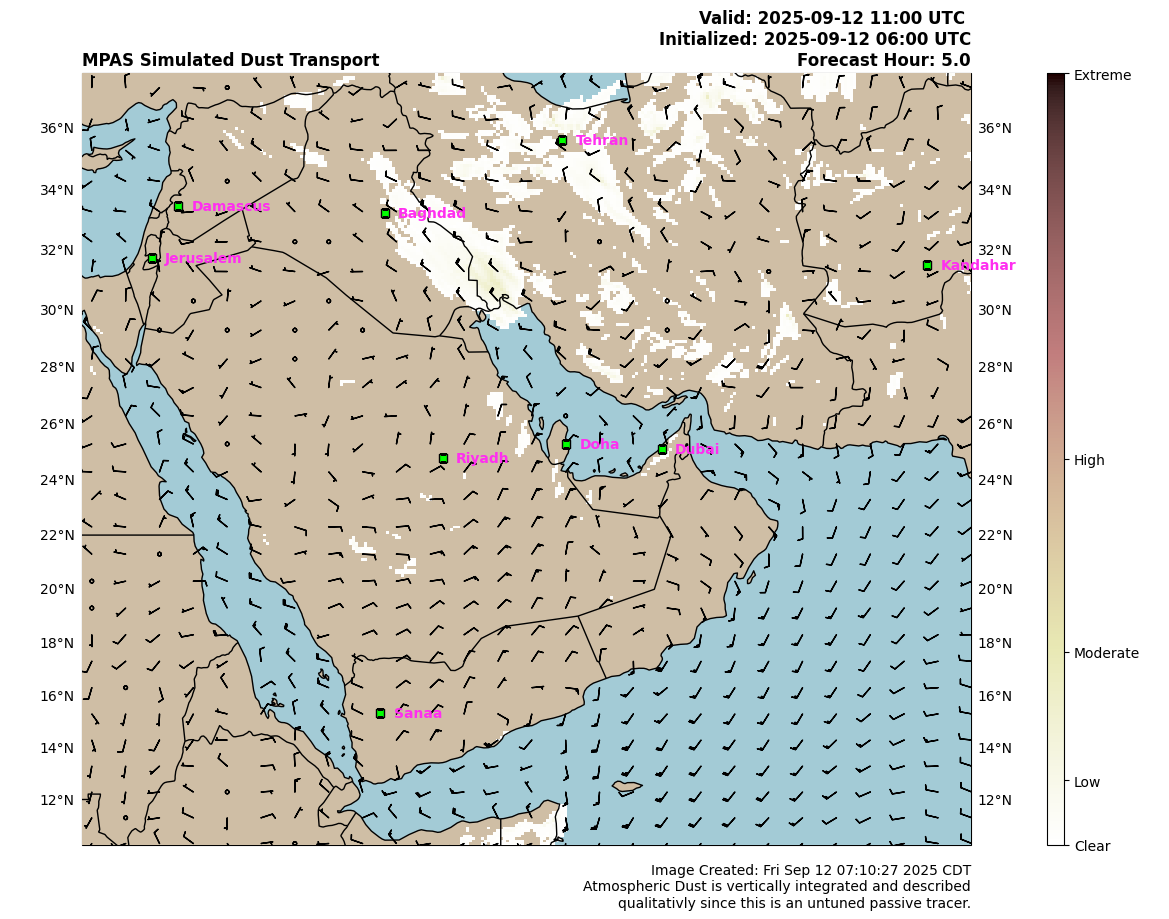 Valid: 2025-09-12 11:00 UTC
Initialized: 2025-09-12 06:00 UTC
MPAS Simulated Dust Transport
Forecast Hour: 5.0
Extreme
36°N
36°N
Tehran
34°N
34°N
Damascus
Baghdad
32°N
32°N
Jerusalem
Kandahar
30°N
30°N
28°N
28°N
26°N
26°N
Doha
Dubai
Riyadh
High
24°N
24°N
22°N
22°N
20°N
20°N
18°N
18°N
Moderate
16°N
16°N
Sanaa
14°N
14°N
Low
12°N
12°N
Clear
Image Created: Fri Sep 12 07:10:27 2025 CDT
Atmospheric Dust is vertically integrated and described
qualitativly since this is an untuned passive tracer.